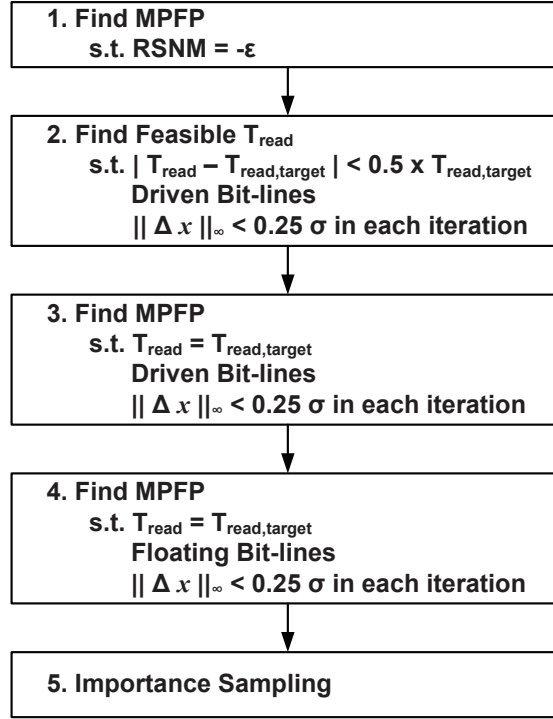 1. Find MPFP
s.t. RSNM = -ε
2. Find Feasible Tread
s.t. | Tread – Tread,target | < 0.5 x Tread,target
Driven Bit-lines
|| Δ x ||∞ < 0.25 σ in each iteration
3. Find MPFP
s.t. Tread = Tread,target
Driven Bit-lines
|| Δ x ||∞ < 0.25 σ in each iteration
4. Find MPFP
s.t. Tread = Tread,target
Floating Bit-lines
|| Δ x ||∞ < 0.25 σ in each iteration
5. Importance Sampling